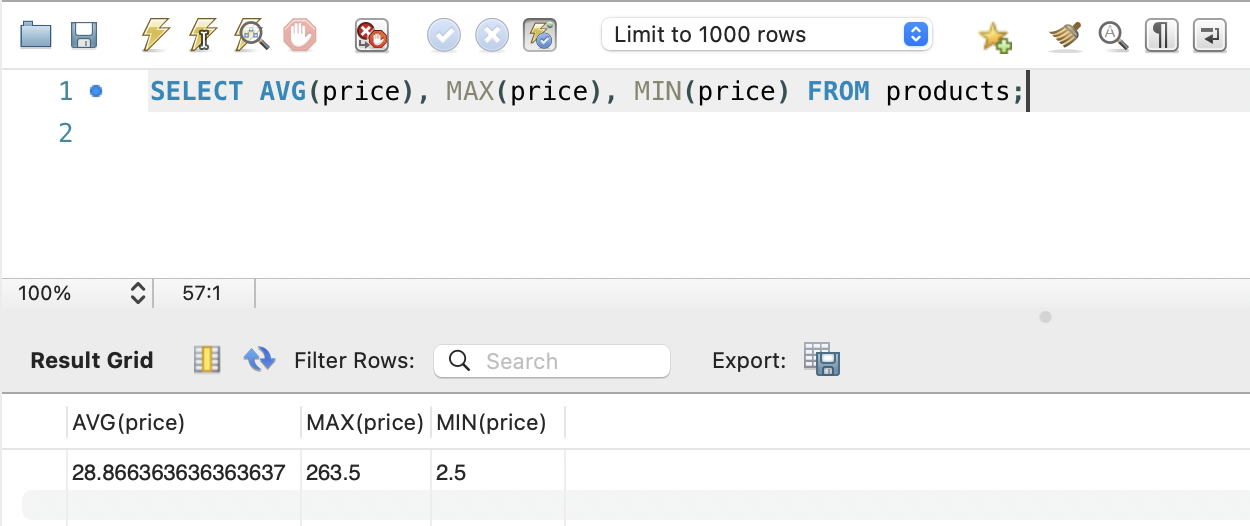 Limit to 1000 rows
1 SELECT AVG(price), MAX(price), MIN(price) FROM products;
2
100% 57:1
Result Grid Filter Rows: Search Export:
AVG(price) MAX(price) MIN(price)
28.866363636363637 263.5 2.5